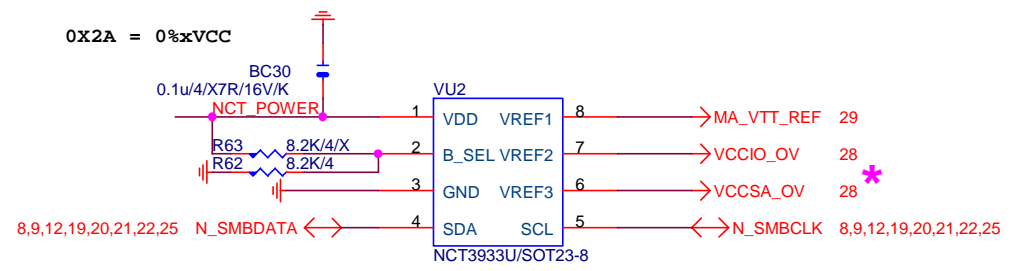 0X2A = 0%xVCC
BC30
0.1u/4/X7R/16V/K
NCT_POWER
VU2
1 VDD VREF1 8 MA_VTT_REF 29
R63 8.2K/4/X
2 B_SEL VREF2 7 VCCIO_OV 28
R62 8.2K/4
3 GND VREF3 6 VCCSA_OV 28 *
8,9,12,19,20,21,22,25 N_SMBDATA 4 SDA SCL 5 N_SMBCLK 8,9,12,19,20,21,22,25
NCT3933U/SOT23-8